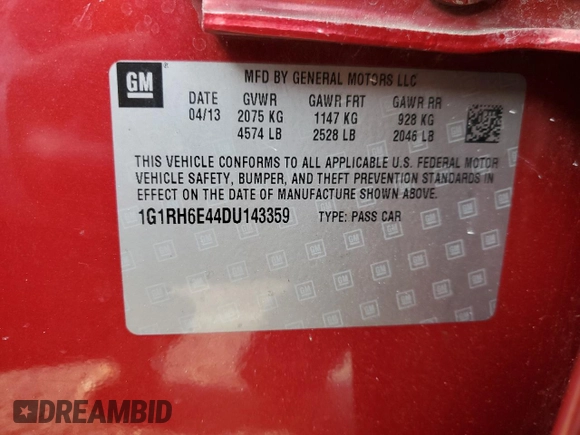 GM
MFD BY GENERAL MOTORS LLC
DATE GVWR GAWR FRT GAWR RR
04/13 2075 KG 1147 KG 928 KG
4574 LB 2528 LB 2046 LB
THIS VEHICLE CONFORMS TO ALL APPLICABLE U.S. FEDERAL MOTOR
VEHICLE SAFETY, BUMPER, AND THEFT PREVENTION STANDARDS
IN EFFECT ON THE DATE OF MANUFACTURE SHOWN ABOVE.
1G1RH6E44DU143359 TYPE: PASS CAR
DREAMBID